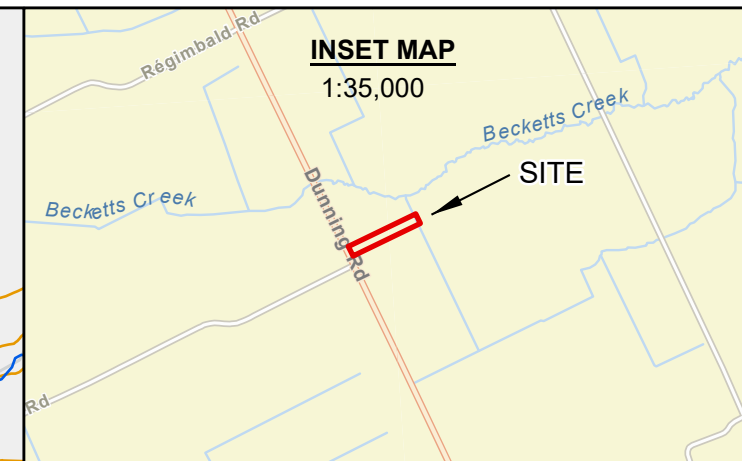 Régimbald Rd
INSET MAP
1:35,000
Becketts Creek
SITE
Becketts Creek
Dunning Rd
Rd